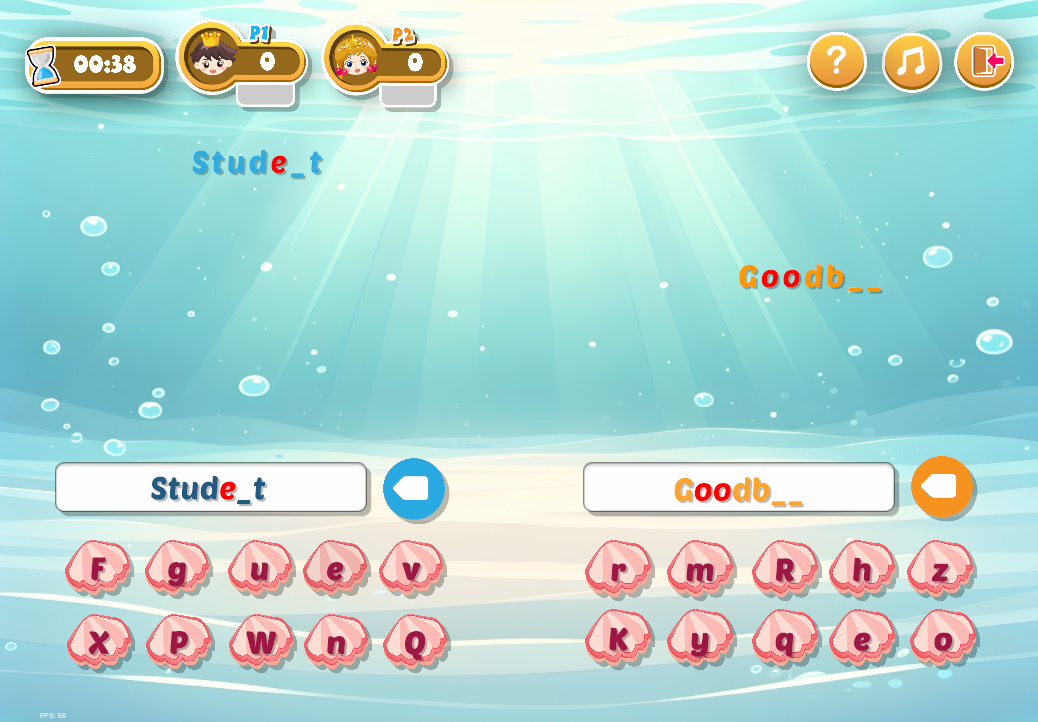 00:38
P1
0
P2
0
?
Stude_t
Goodb__
Stude_t
Goodb__
F g u e v
r m R h z
X P W n Q
K y q e o
FPS: 58